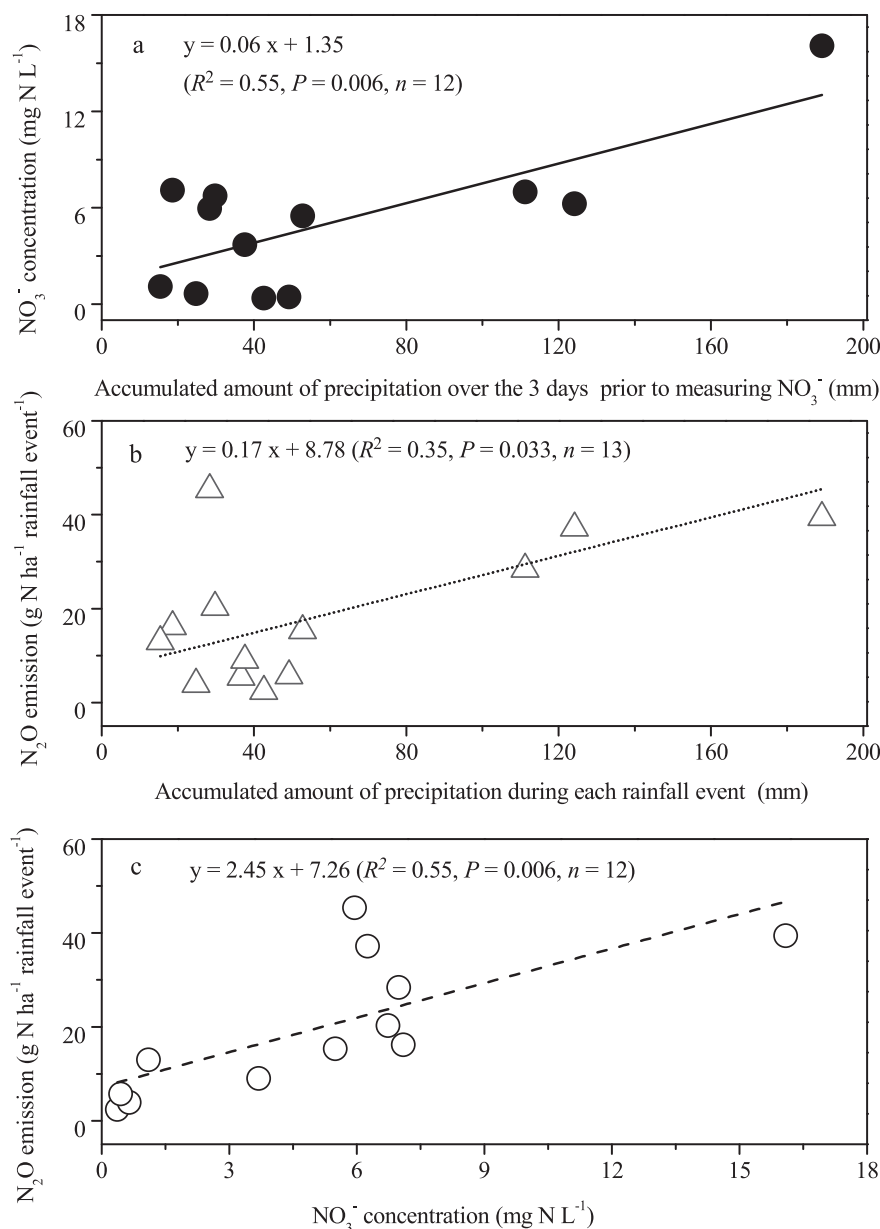 a
y = 0.06 x + 1.35
(R² = 0.55, P = 0.006, n = 12)
NO₃⁻ concentration (mg N L⁻¹)
18
12
6
0
0 40 80 120 160 200
Accumulated amount of precipitation over the 3 days prior to measuring NO₃⁻ (mm)
b
y = 0.17 x + 8.78 (R² = 0.35, P = 0.033, n = 13)
N₂O emission (g N ha⁻¹ rainfall event⁻¹)
60
40
20
0
0 40 80 120 160 200
Accumulated amount of precipitation during each rainfall event (mm)
c
y = 2.45 x + 7.26 (R² = 0.55, P = 0.006, n = 12)
N₂O emission (g N ha⁻¹ rainfall event⁻¹)
60
40
20
0
0 3 6 9 12 15 18
NO₃⁻ concentration (mg N L⁻¹)